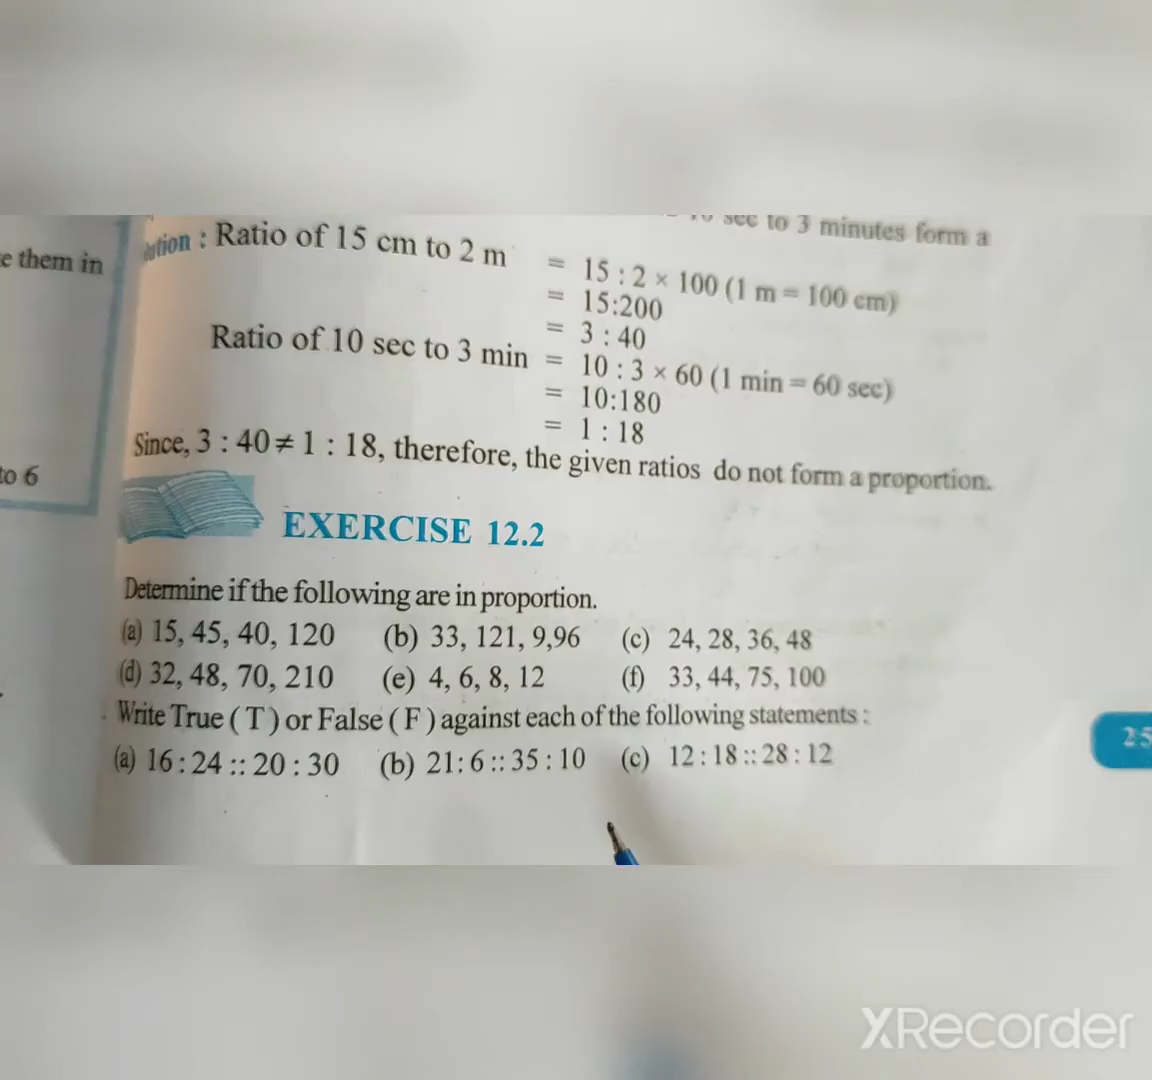 sec to 3 minutes form a
e them in
: Ratio of 15 cm to 2 m = 15 : 2 × 100 (1 m = 100 cm)
= 15:200
= 3 : 40
Ratio of 10 sec to 3 min = 10 : 3 × 60 (1 min = 60 sec)
= 10:180
= 1 : 18
Since, 3 : 40 ≠ 1 : 18, therefore, the given ratios do not form a proportion.
to 6
EXERCISE 12.2
Determine if the following are in proportion.
(a) 15, 45, 40, 120 (b) 33, 121, 9,96 (c) 24, 28, 36, 48
(d) 32, 48, 70, 210 (e) 4, 6, 8, 12 (f) 33, 44, 75, 100
Write True ( T ) or False ( F ) against each of the following statements :
(a) 16 : 24 :: 20 : 30 (b) 21 : 6 :: 35 : 10 (c) 12 : 18 :: 28 : 12
25
XRecorder